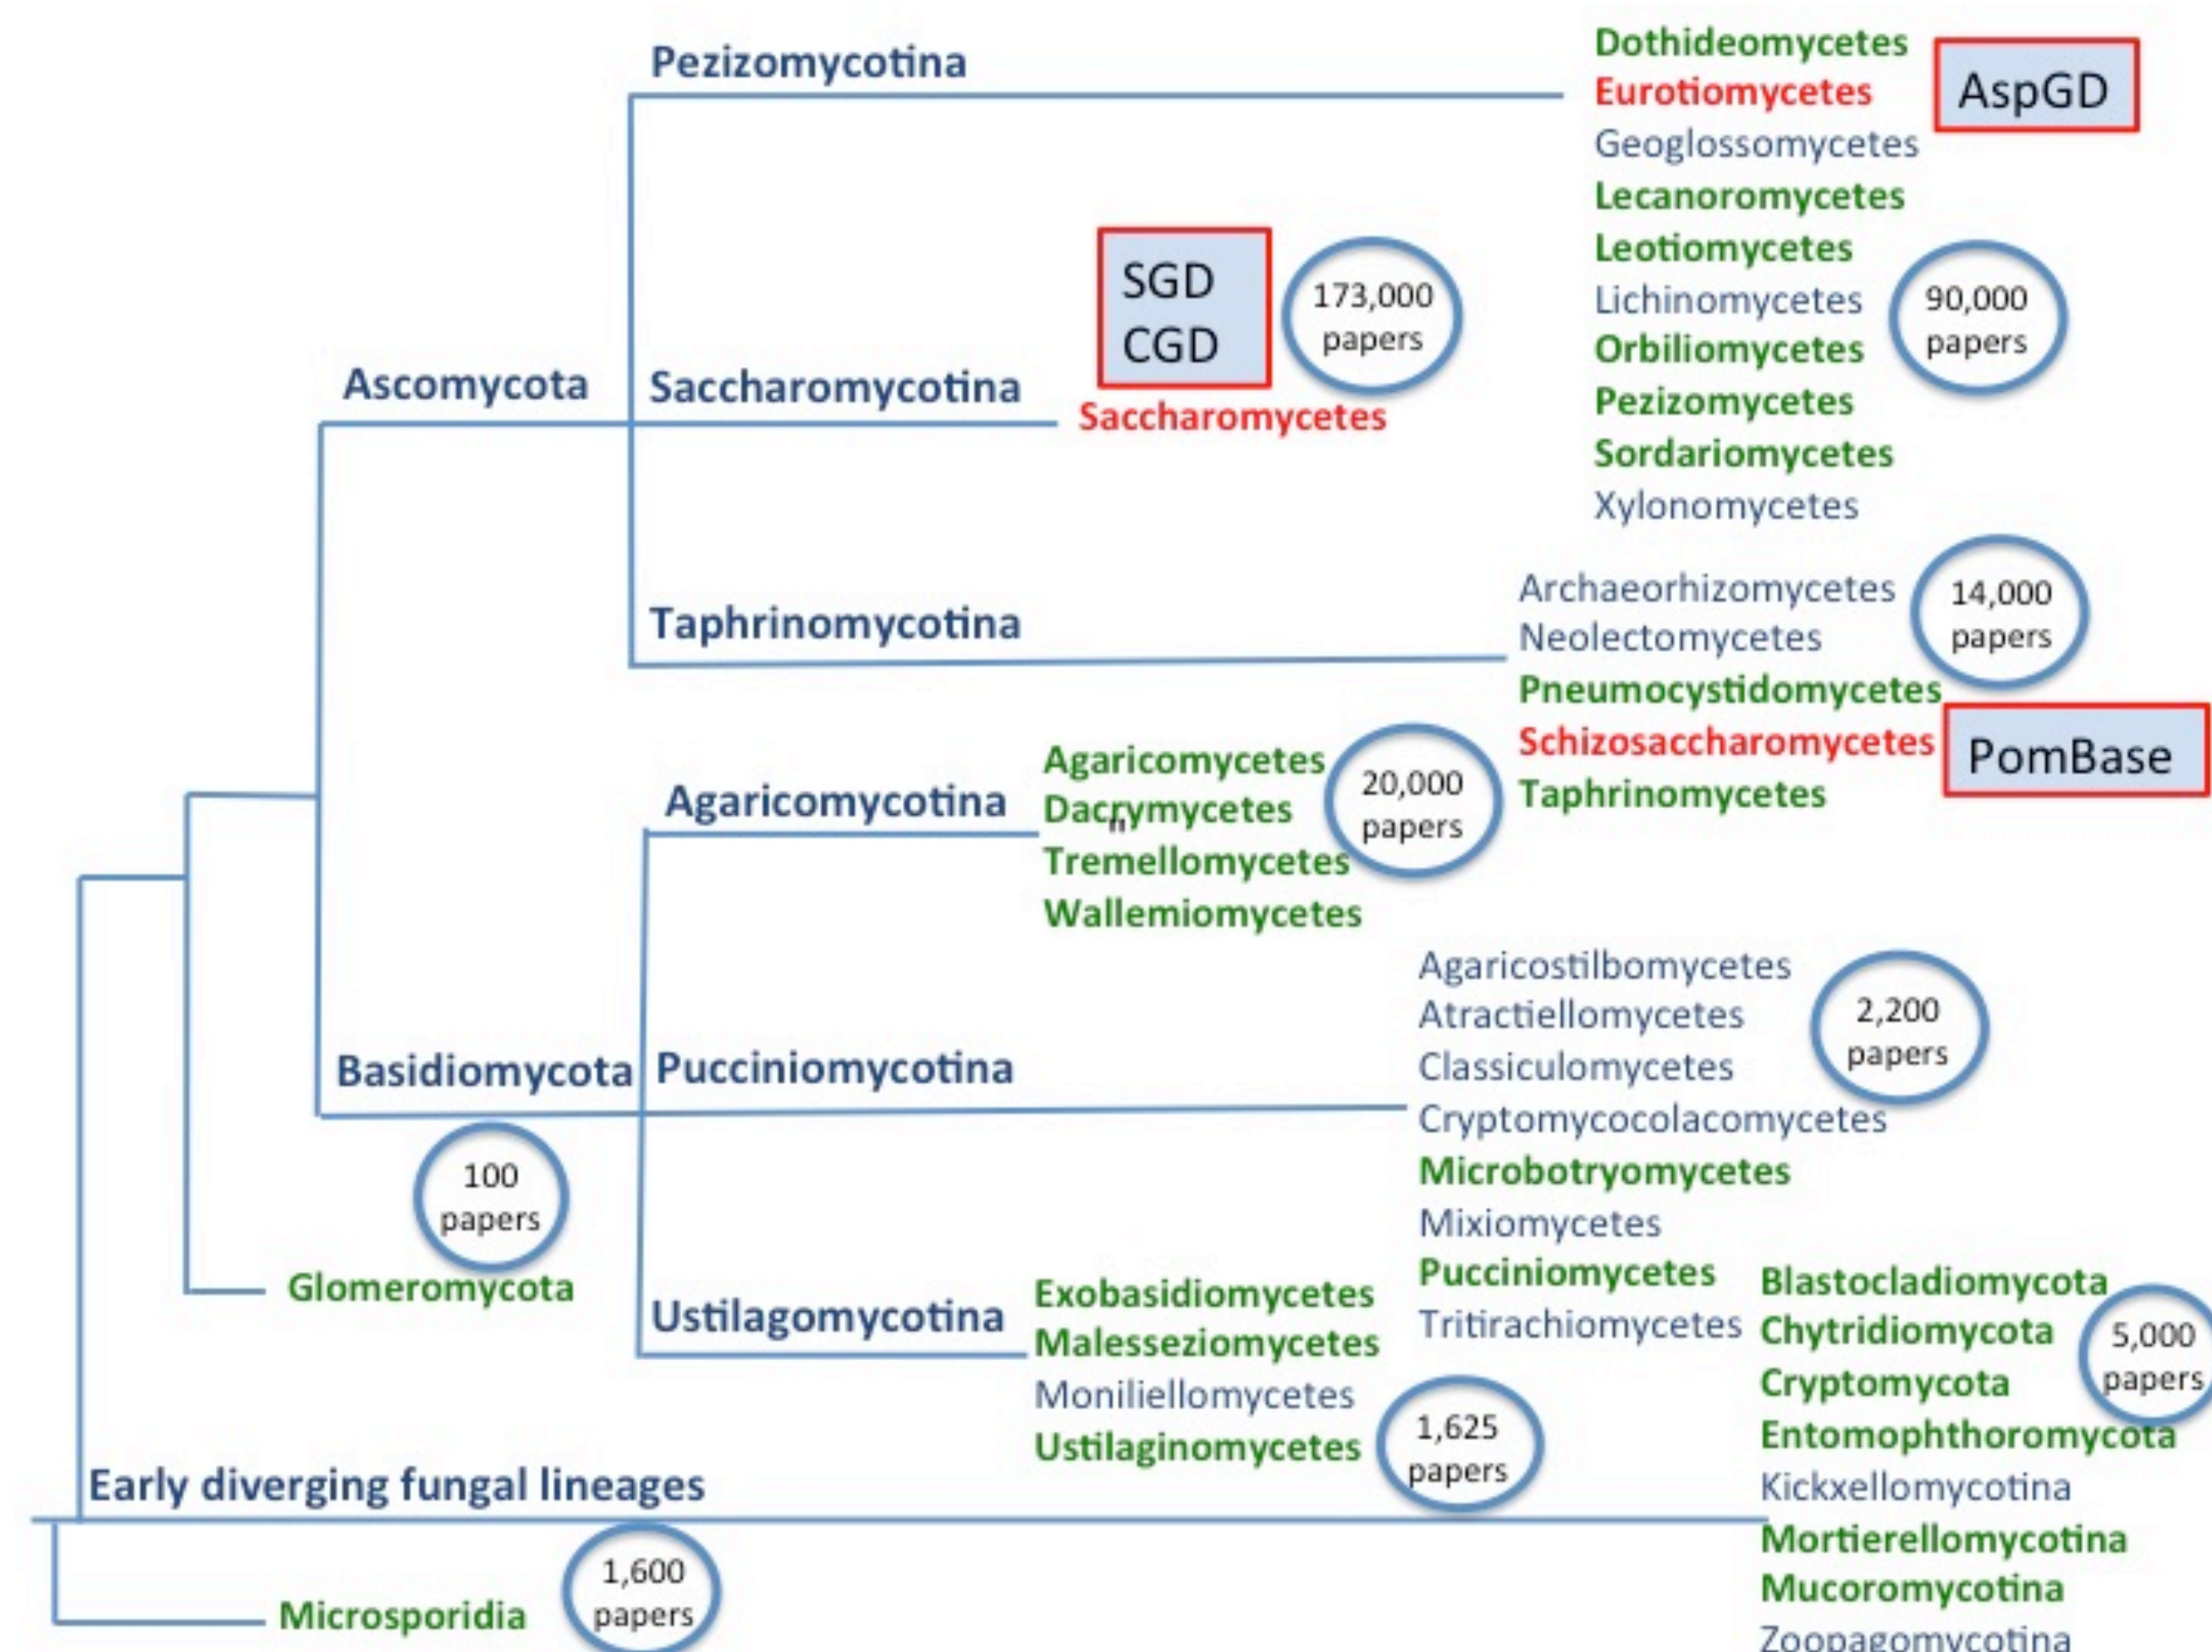 Pezizomycotina
Dothideomycetes
Eurotiomycetes
AspGD
Geoglossomycetes
Lecanoromycetes
Leotiomycetes
Lichinomycetes
Orbiliomycetes
Pezizomycetes
Sordariomycetes
Xylonomycetes
90,000
papers
SGD
CGD
173,000
papers
Ascomycota
Saccharomycotina
Saccharomycetes
Taphrinomycotina
Archaeorhizomycetes
Neolectomycetes
Pneumocystidomycetes
Schizosaccharomycetes
Taphrinomycetes
14,000
papers
PomBase
Agaricomycotina
Agaricomycetes
Dacrymycetes
"
Tremellomycetes
Wallemiomycetes
20,000
papers
Basidiomycota
Pucciniomycotina
Agaricostilbomycetes
Atractiellomycetes
Classiculomycetes
Cryptomycocolacomycetes
Microbotryomycetes
Mixiomycetes
Pucciniomycetes
Tritirachiomycetes
2,200
papers
100
papers
Glomeromycota
Ustilagomycotina
Exobasidiomycetes
Malesseziomycetes
Moniliellomycetes
Ustilaginomycetes
1,625
papers
Blastocladiomycota
Chytridiomycota
Cryptomycota
Entomophthoromycota
Kickxellomycotina
Mortierellomycotina
Mucoromycotina
Zoopagomycotina
5,000
papers
Early diverging fungal lineages
1,600
papers
Microsporidia